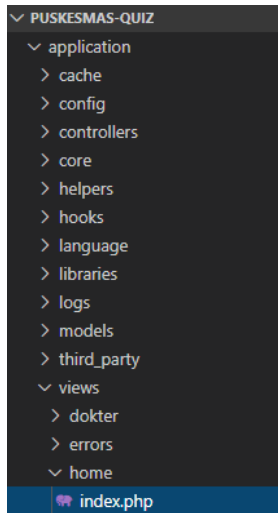 PUSKESMAS-QUIZ
application
cache
config
controllers
core
helpers
hooks
language
libraries
logs
models
third_party
views
dokter
errors
home
index.php